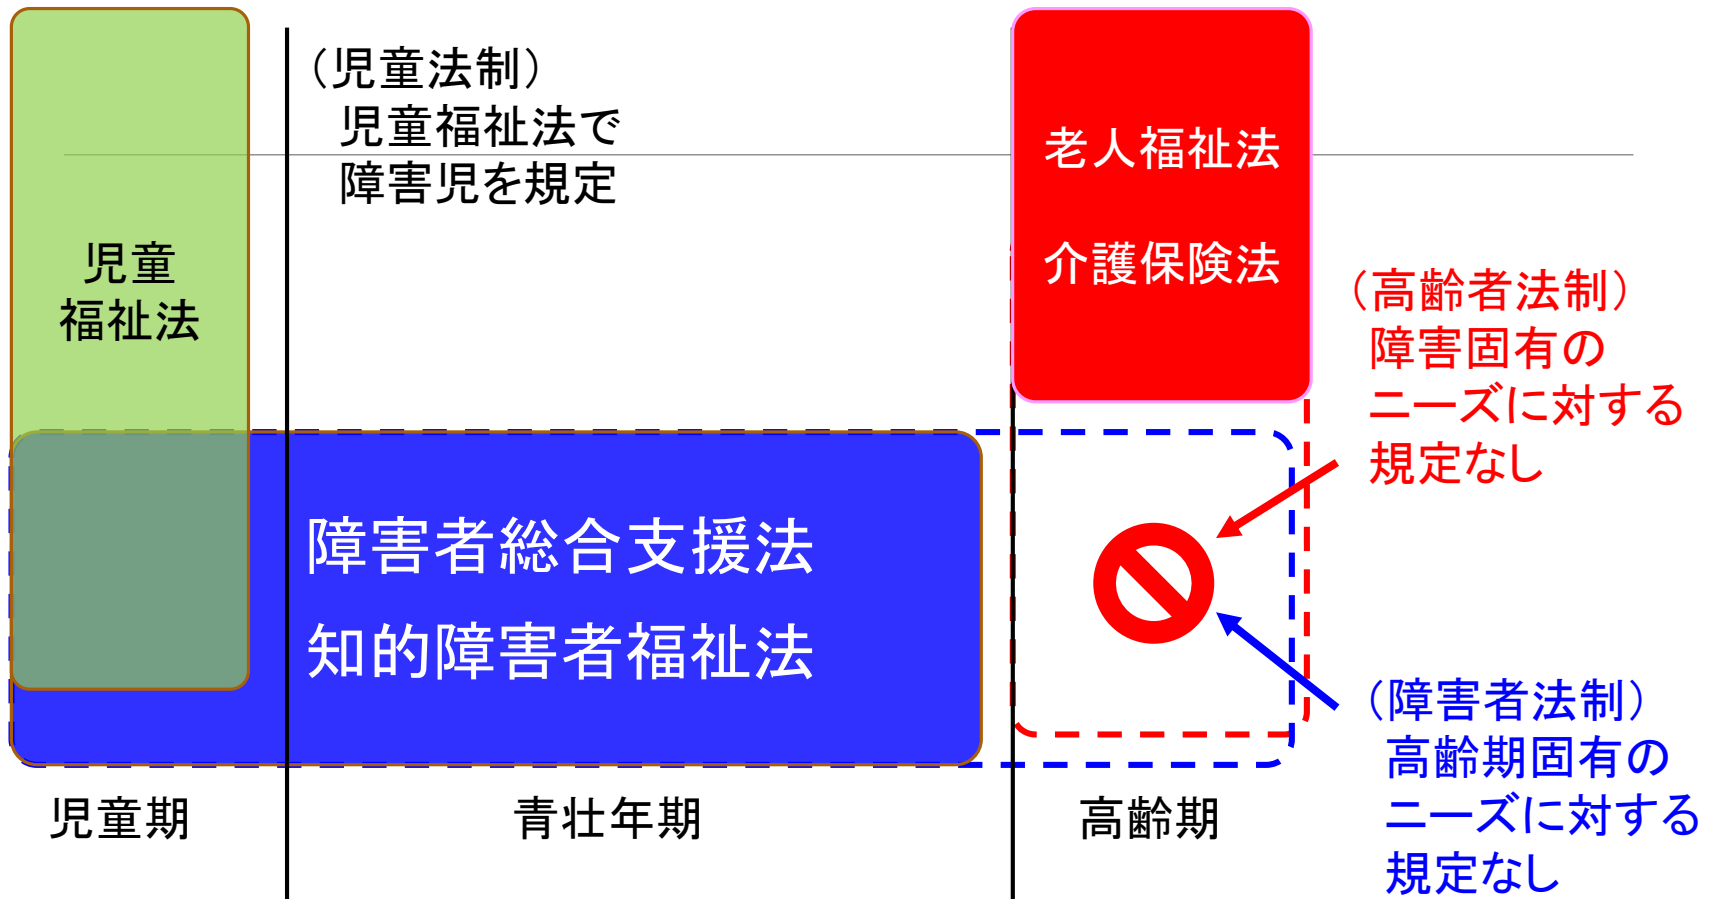 児童
福祉法
（児童法制）
児童福祉法で
障害児を規定
老人福祉法
介護保険法
（高齢者法制）
障害固有の
ニーズに対する
規定なし
障害者総合支援法
知的障害者福祉法
（障害者法制）
高齢期固有の
ニーズに対する
規定なし
児童期
青壮年期
高齢期